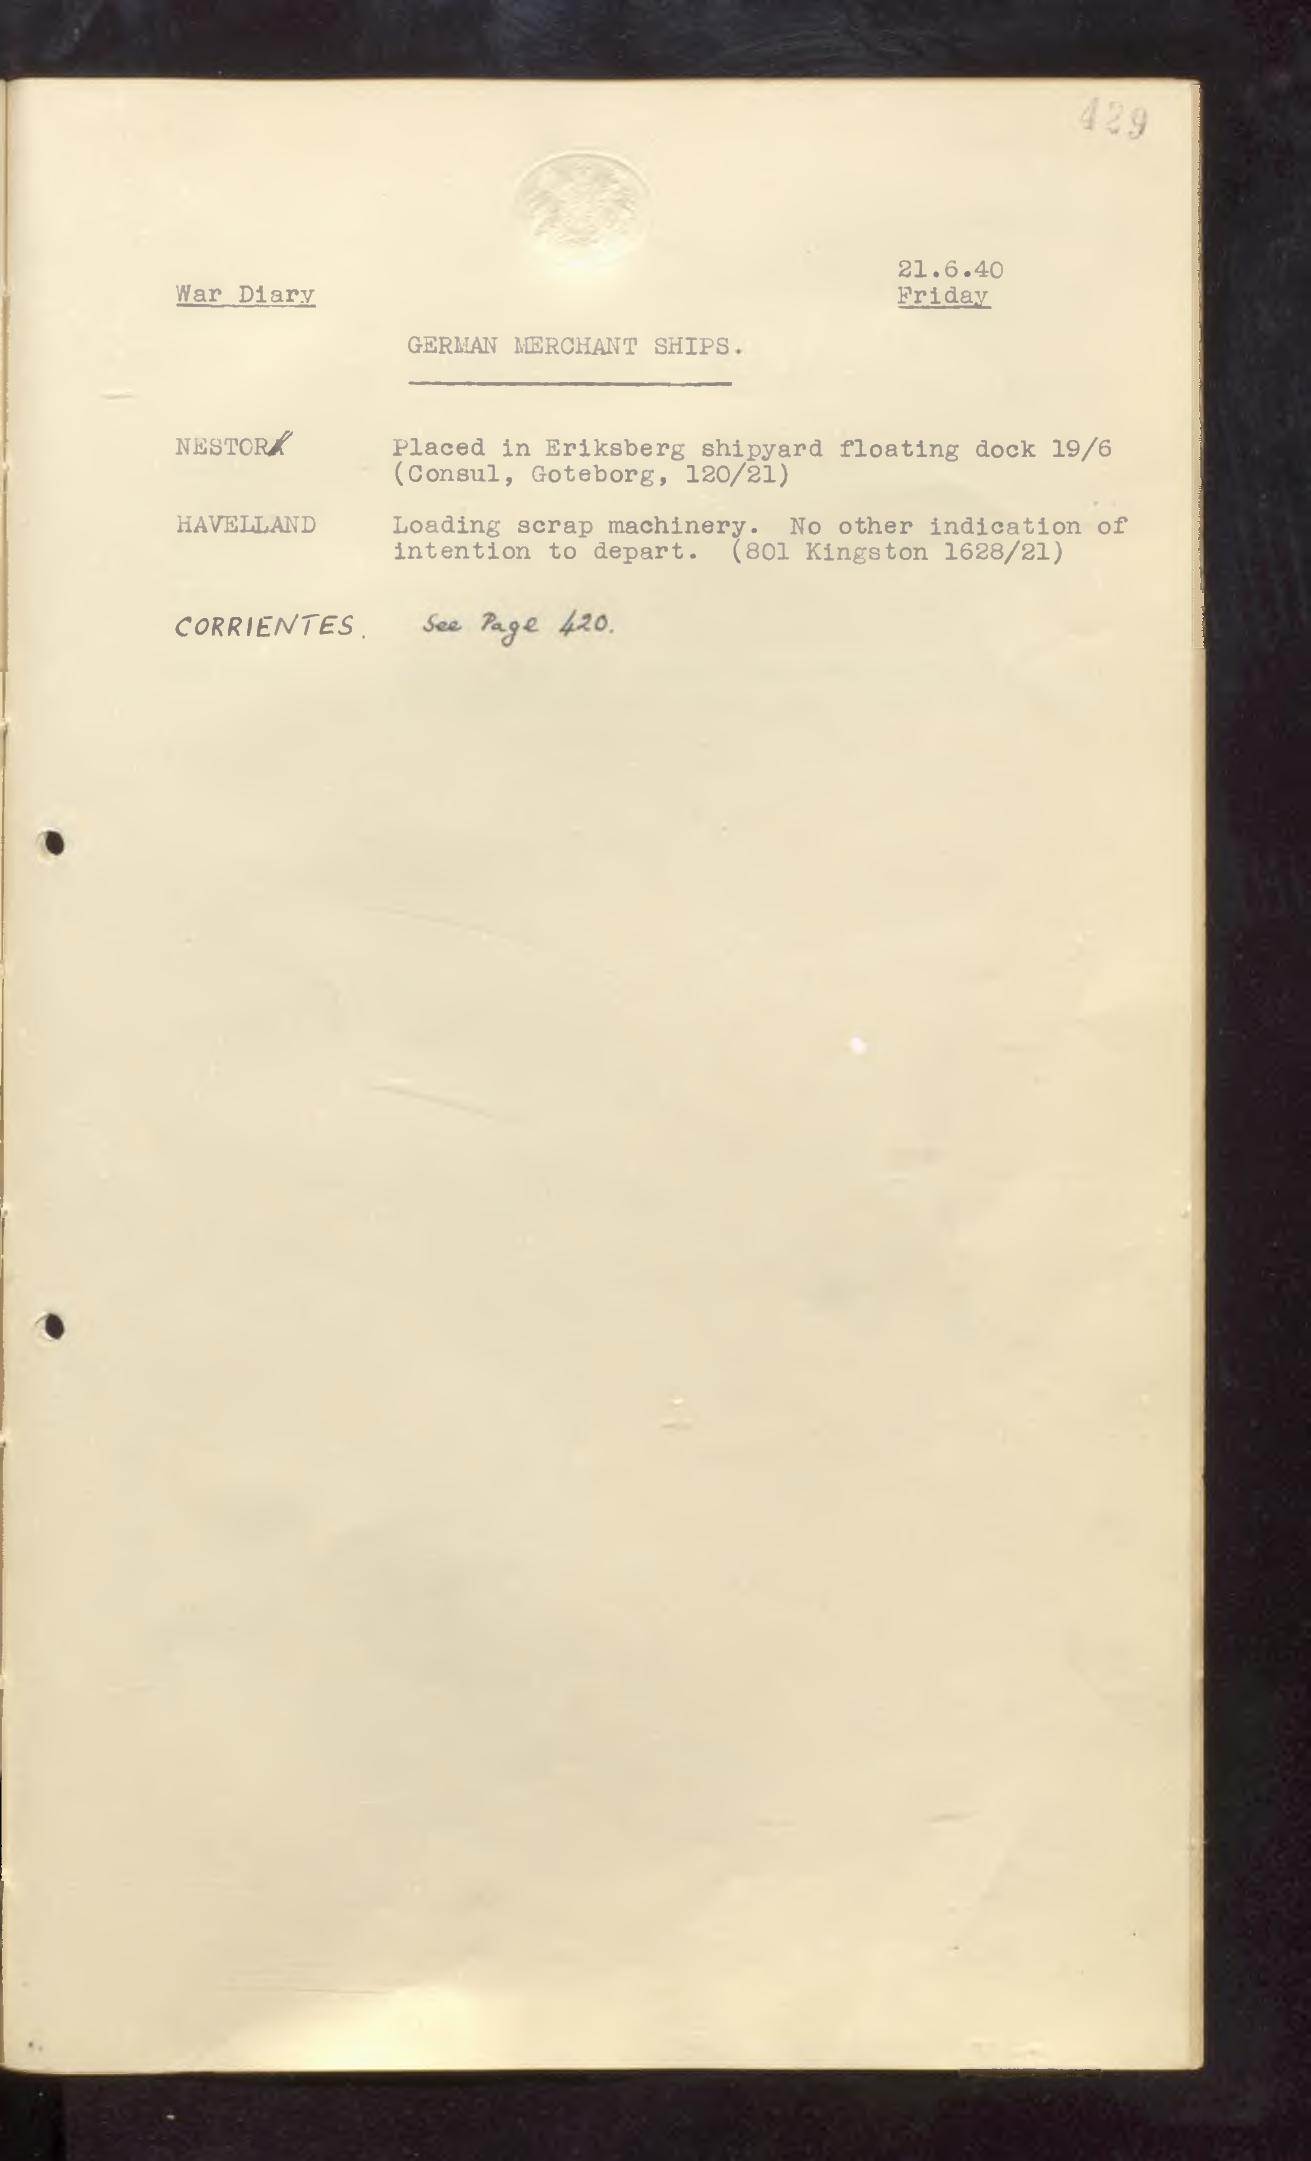 429
21.6.40
War Diary Friday
GERMAN MERCHANT SHIPS.
NESTOR Placed in Eriksberg shipyard floating dock 19/6
(Consul, Goteborg, 120/21)
HAVELLAND Loading scrap machinery. No other indication of
intention to depart. (801 Kingston 1628/21)
CORRIENTES. See Page 420.